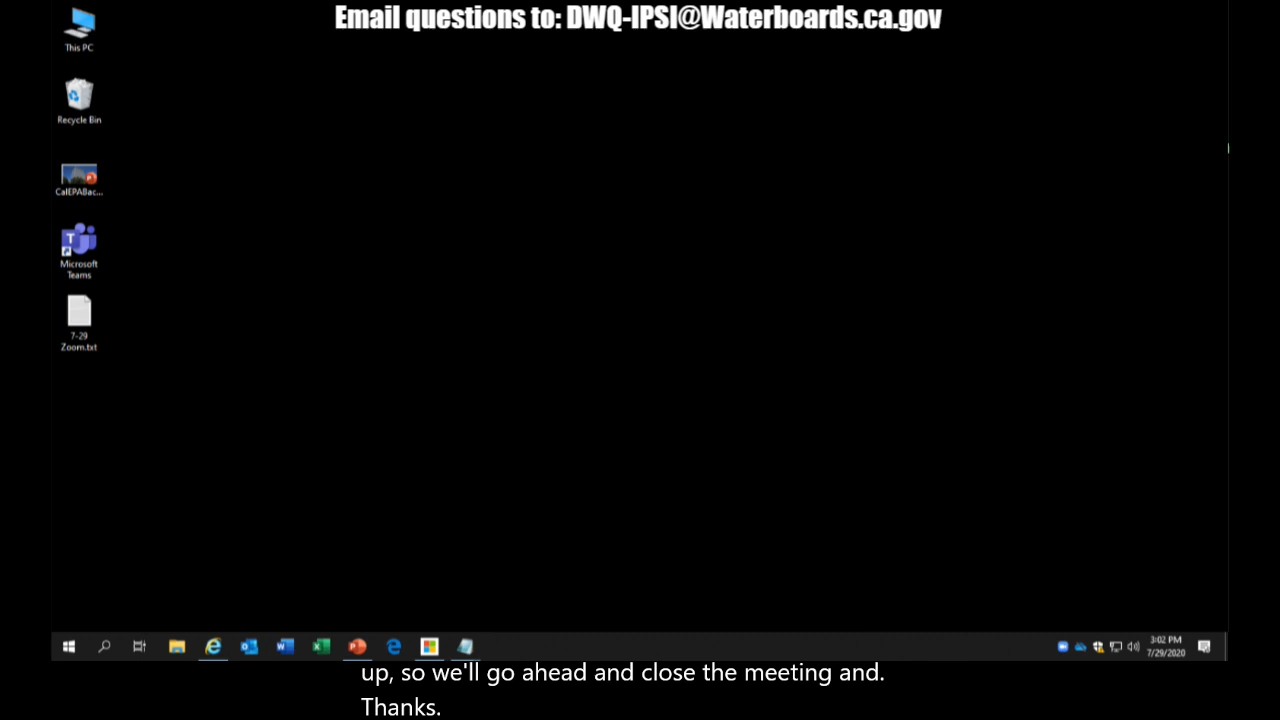 Email questions to: DWQ-IPSI@Waterboards.ca.gov
This PC
Recycle Bin
CalEPABac...
Microsoft
Teams
7-29
Zoom.txt
3:02 PM
7/29/2020
up, so we'll go ahead and close the meeting and.
Thanks.